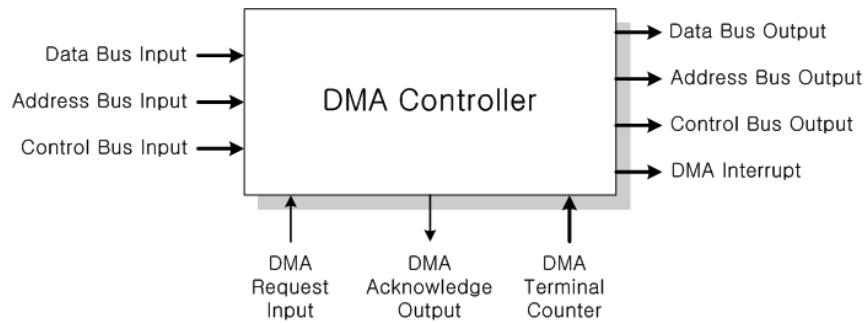 Data Bus Input
Address Bus Input
Control Bus Input
DMA Controller
Data Bus Output
Address Bus Output
Control Bus Output
DMA Interrupt
DMA
Request
Input
DMA
Acknowledge
Output
DMA
Terminal
Counter